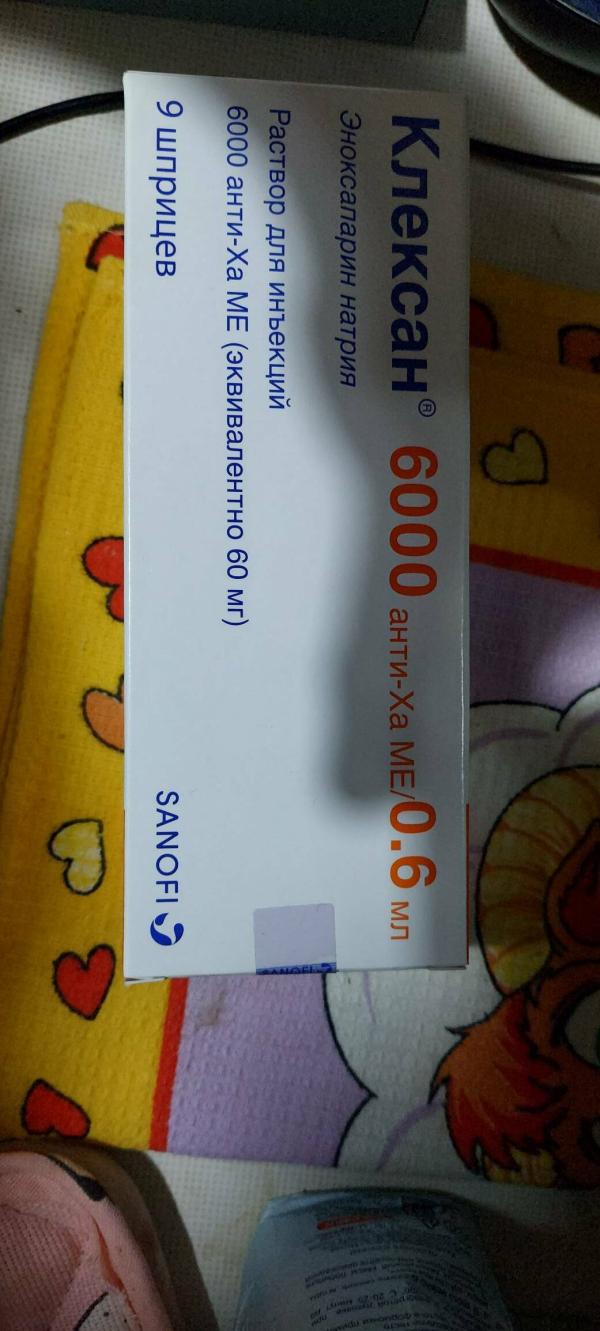 Клексан® 6000 анти-Ха МЕ/0.6 мл
Эноксапарин натрия
Раствор для инъекций
6000 анти-Ха МЕ (эквивалентно 60 мг)
9 шприцев
SANOFI
SANOFI